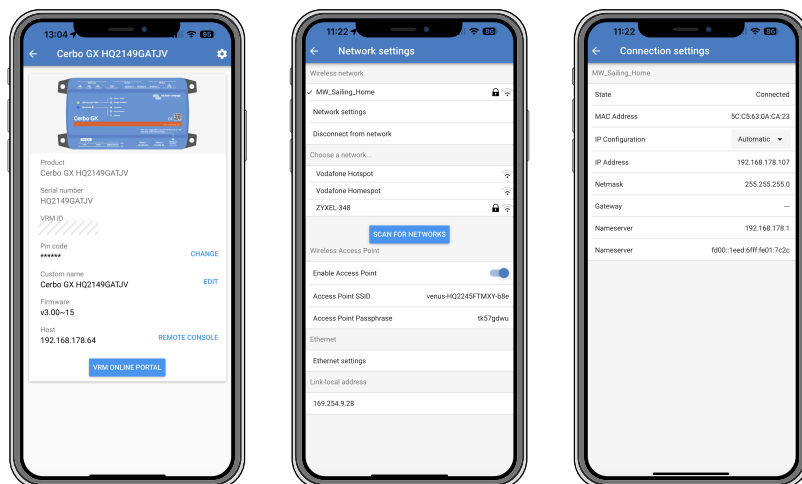 13:04
95
Cerbo GX HQ2149GATJV
Cerbo GX
Product
Cerbo GX HQ2149GATJV
Serial number
HQ2149GATJV
VRM ID
Pin code
******
CHANGE
Custom name
Cerbo GX HQ2149GATJV
EDIT
Firmware
v3.00~15
Host
192.168.178.64
REMOTE CONSOLE
VRM ONLINE PORTAL
11:22
86
Network settings
Wireless network
MW_Sailing_Home
Network settings
Disconnect from network
Choose a network...
Vodafone Hotspot
Vodafone Homespot
ZYXEL-348
SCAN FOR NETWORKS
Wireless Access Point
Enable Access Point
Access Point SSID venus-HQ2245FTMXY-b8e
Access Point Passphrase tk57gdwu
Ethernet
Ethernet settings
Link-local address
169.254.9.28
11:22
86
Connection settings
MW_Sailing_Home
State Connected
MAC Address 5C:C5:63:0A:CA:23
IP Configuration Automatic
IP Address 192.168.178.107
Netmask 255.255.255.0
Gateway —
Nameserver 192.168.178.1
Nameserver fd00::1eed:6fff:fe01:7c2c